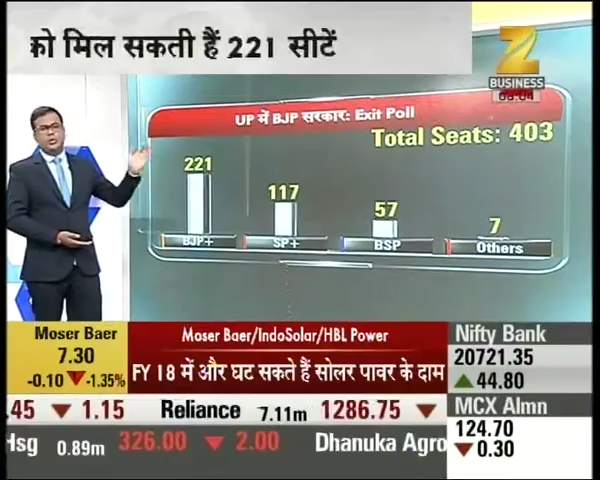 को मिल सकती हैं 221 सीटें
Z
BUSINESS
UP में BJP सरकार: Exit Poll
Total Seats: 403
221
117
57
7
BJP+
SP+
BSP
Others
Moser Baer
7.30
-0.10 -1.35%
Moser Baer/IndoSolar/HBL Power
FY 18 में और घट सकते हैं सोलर पावर के दाम
Nifty Bank
20721.35
44.80
MCX Almn
124.70
0.30
.45 1.15 Reliance 7.11m 1286.75
Hsg 0.89m 326.00 2.00 Dhanuka Agro